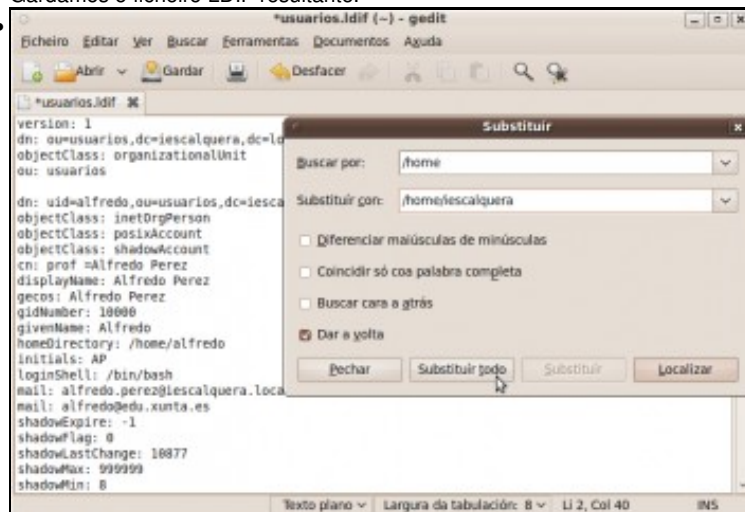 Gardamos o ficheiro LDIF resultante.
*usuarios.ldif (~) - gedit
Ficheiro Editar Ver Buscar Ferramentas Documentos Axuda
Abrir Gardar Desfacer
*usuarios.ldif
version: 1
dn: ou=usuarios,dc=iescalquera,dc=lo
objectClass: organizationalUnit
ou: usuarios
dn: uid=alfredo,ou=usuarios,dc=iesca
objectClass: inetOrgPerson
objectClass: posixAccount
objectClass: shadowAccount
cn: prof =Alfredo Perez
displayName: Alfredo Perez
gecos: Alfredo Perez
gidNumber: 10000
givenName: Alfredo
homeDirectory: /home/alfredo
initials: AP
loginShell: /bin/bash
mail: alfredo.perez@iescalquera.loca
mail: alfredo@edu.xunta.es
shadowExpire: -1
shadowFlag: 0
shadowLastChange: 10877
shadowMax: 999999
shadowMin: 8
Substituír
Buscar por: /home
Substituír con: /home/iescalquera
Diferenciar maiúsculas de minúsculas
Coincidir só coa palabra completa
Buscar cara a atrás
Dar a volta
Pechar Substituír todo Substituír Localizar
Texto plano Largura da tabulación: 8 Li 2, Col 40 INS